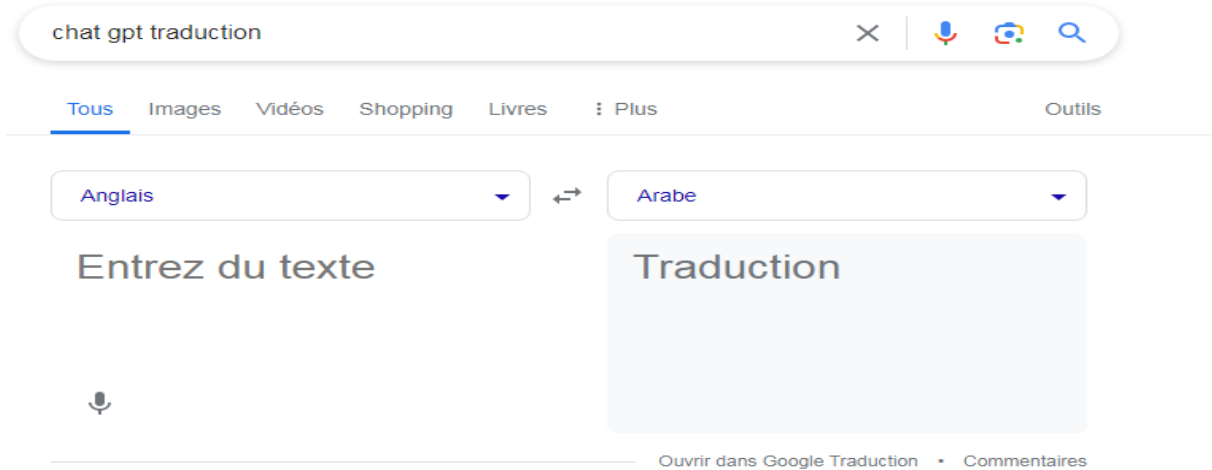 chat gpt traduction
Tous Images Vidéos Shopping Livres Plus Outils
Anglais Arabe
Entrez du texte Traduction
Ouvrir dans Google Traduction • Commentaires